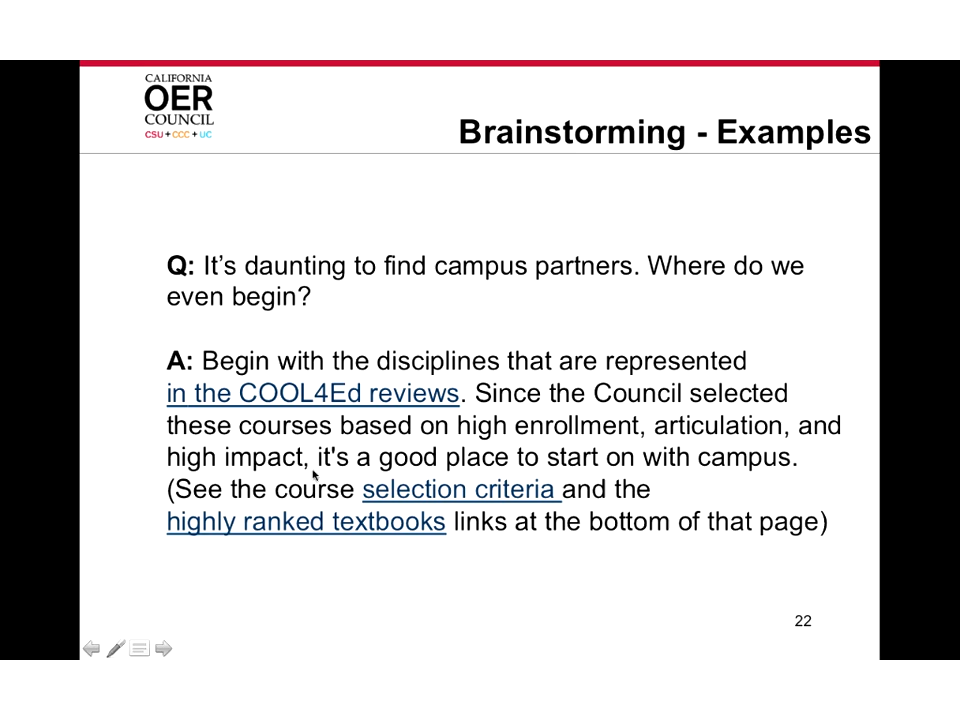 CALIFORNIA
OER
COUNCIL
CSU + CCC + UC
Brainstorming - Examples
Q: It’s daunting to find campus partners. Where do we
even begin?
A: Begin with the disciplines that are represented
in the COOL4Ed reviews. Since the Council selected
these courses based on high enrollment, articulation, and
high impact, it's a good place to start on with campus.
(See the course selection criteria and the
highly ranked textbooks links at the bottom of that page)
22